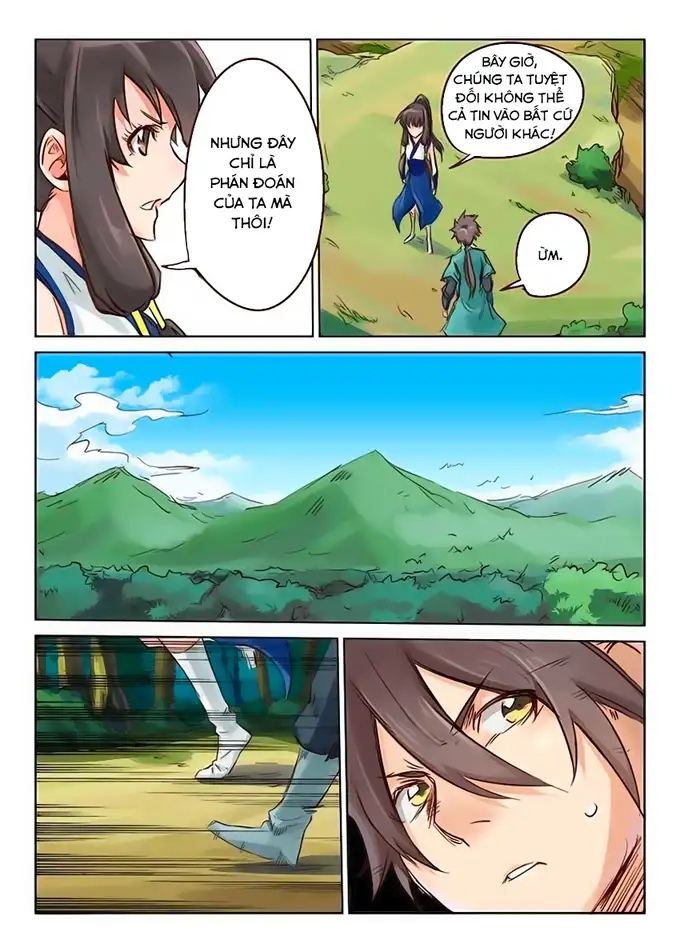 NHƯNG ĐÂY
CHỈ LÀ
PHÁN ĐOÁN
CỦA TA MÀ
THÔI!
BÂY GIỜ,
CHÚNG TA TUYỆT
ĐỐI KHÔNG THỂ
CẢ TIN VÀO BẤT CỨ
NGƯỜI KHÁC!
ỪM.